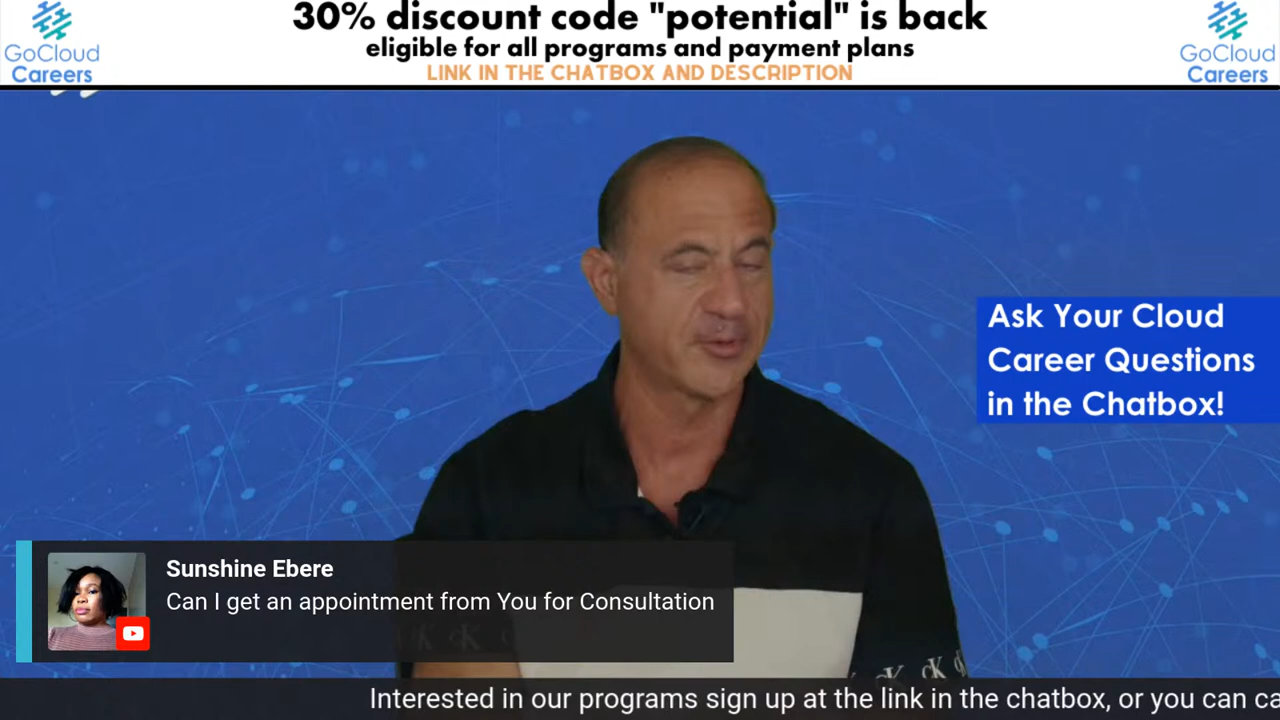 30% discount code "potential" is back
eligible for all programs and payment plans
LINK IN THE CHATBOX AND DESCRIPTION
GoCloud
Careers
GoCloud
Careers
Ask Your Cloud
Career Questions
in the Chatbox!
Sunshine Ebere
Can I get an appointment from You for Consultation
Interested in our programs sign up at the link in the chatbox, or you can ca